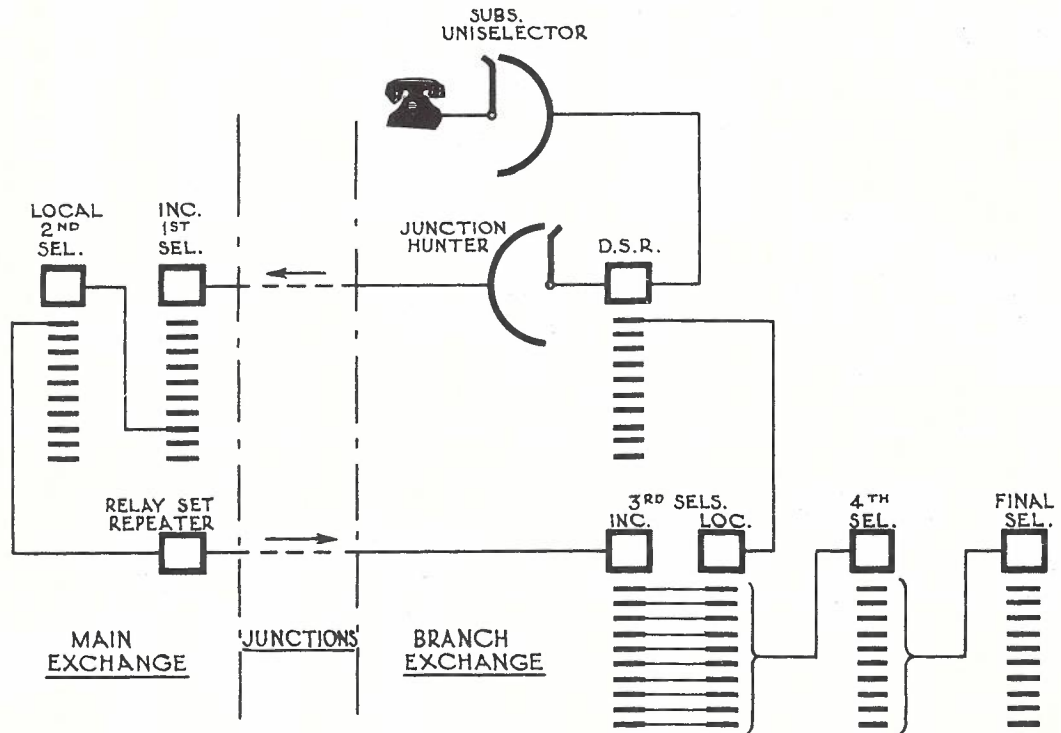 SUBS.
UNISELECTOR
LOCAL
2ND
SEL.
INC.
1ST
SEL.
JUNCTION
HUNTER
D.S.R.
RELAY SET
REPEATER
3RD SELS.
INC. LOC.
4TH
SEL.
FINAL
SEL.
MAIN
EXCHANGE
JUNCTIONS
BRANCH
EXCHANGE